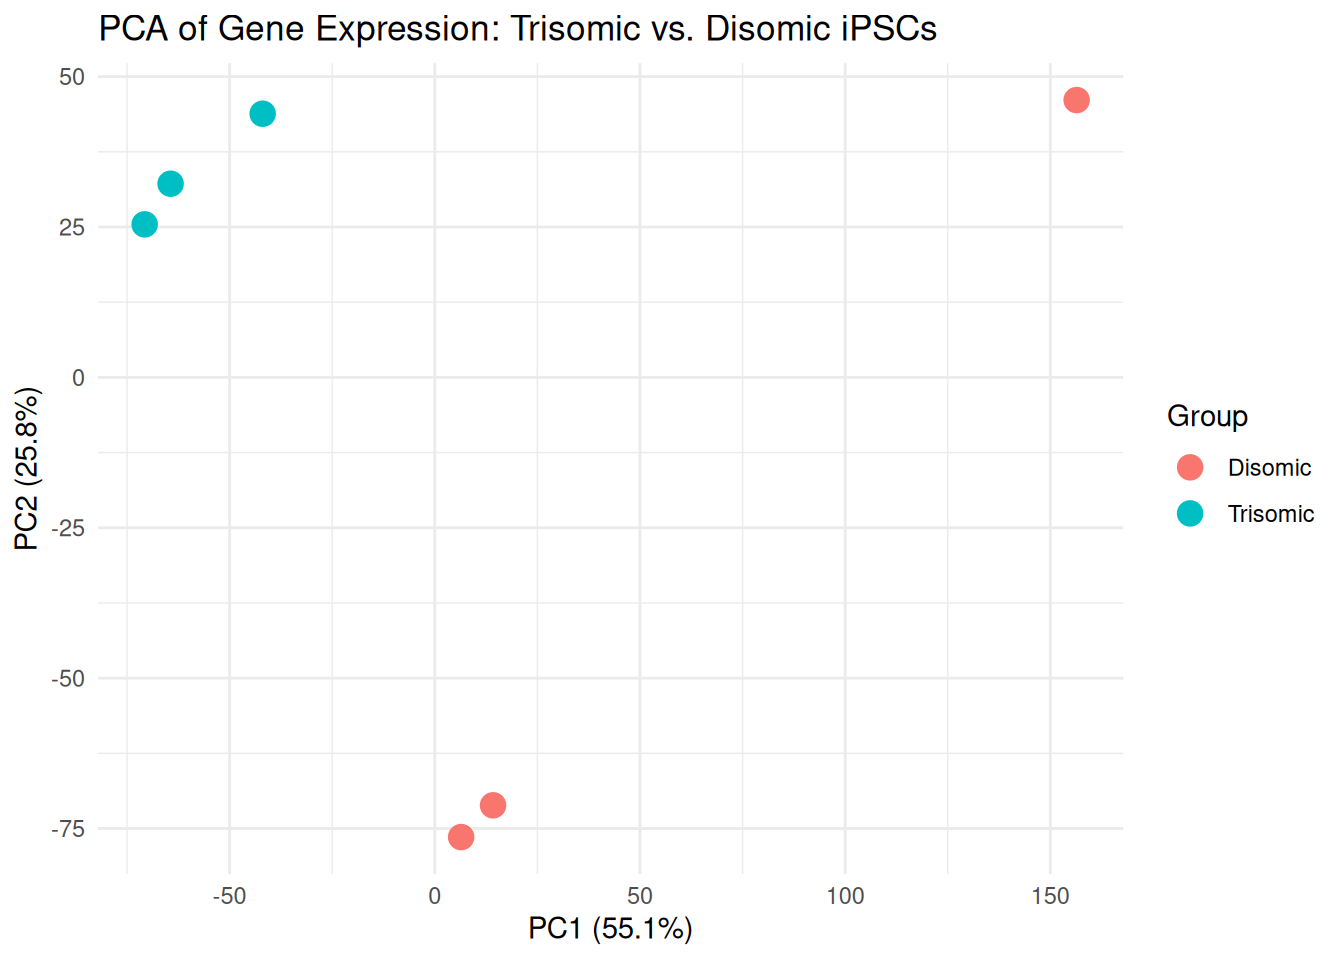 PCA of Gene Expression: Trisomic vs. Disomic iPSCs
50
25
0
-25
-50
-75
PC2 (25.8%)
-50
0
50
100
150
PC1 (55.1%)
Group
Disomic
Trisomic